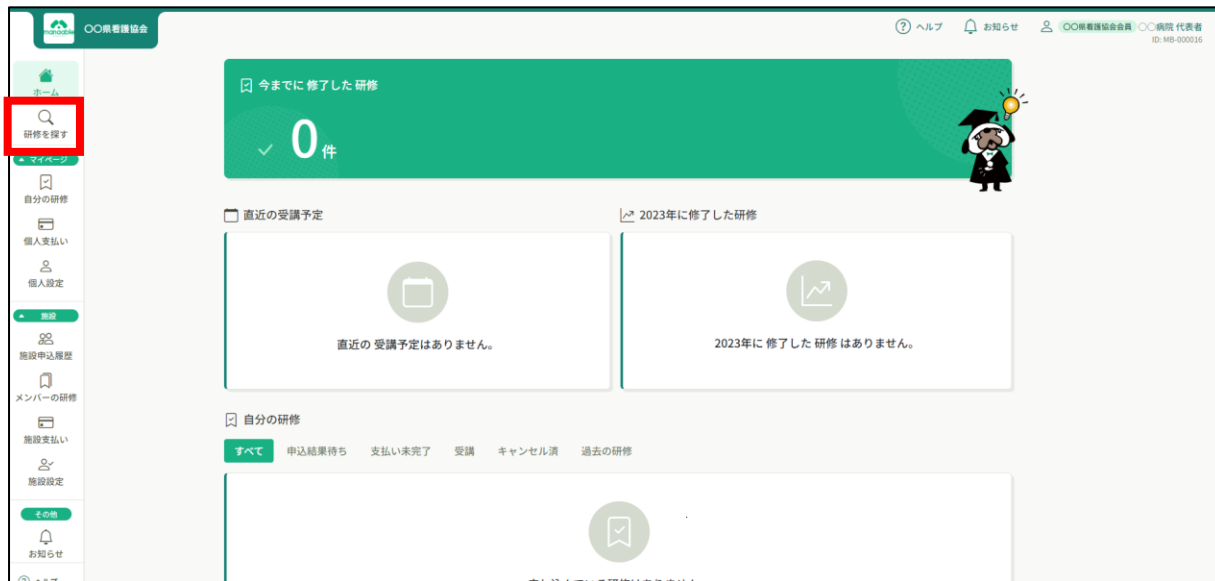 manaable
〇〇県看護協会
ヘルプ
お知らせ
〇〇県看護協会会員 〇〇病院 代表者
ID: MB-000016
ホーム
研修を探す
マイページ
自分の研修
個人支払い
個人設定
施設
施設申込履歴
メンバーの研修
施設支払い
施設設定
その他
お知らせ
今までに 修了した 研修
0 件
直近の受講予定
直近の 受講予定はありません。
2023年に修了した研修
2023年に 修了した 研修 はありません。
自分の研修
すべて 申込結果待ち 支払い未完了 受講 キャンセル済 過去の研修